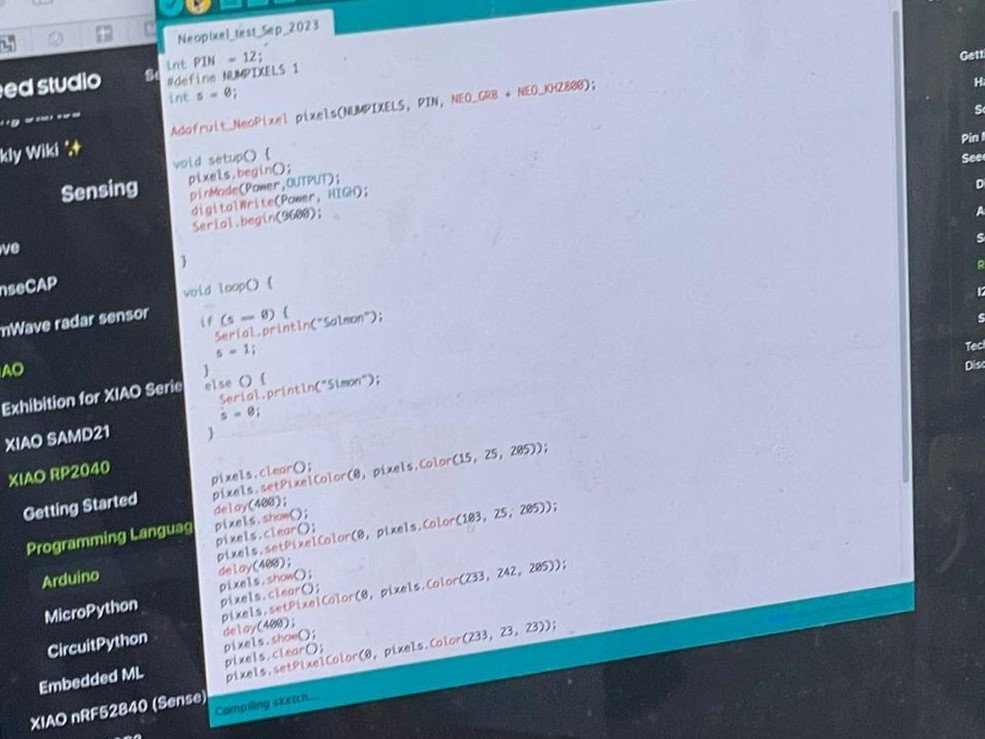 Neopixel_test_Sep_2023
int PIN = 12;
#define NUMPIXELS 1
int s = 0;
Adafruit_NeoPixel pixels(NUMPIXELS, PIN, NEO_GRB + NEO_KHZ800);
void setup() {
pixels.begin();
pinMode(Power,OUTPUT);
digitalWrite(Power, HIGH);
Serial.begin(9600);
}
void loop() {
if (s == 0) {
Serial.println("Salmon");
s = 1;
}
else () {
Serial.println("Simon");
s = 0;
}
pixels.clear();
pixels.setPixelColor(0, pixels.Color(15, 25, 205));
delay(400);
pixels.show();
pixels.clear();
pixels.setPixelColor(0, pixels.Color(103, 25, 205));
delay(400);
pixels.show();
pixels.clear();
pixels.setPixelColor(0, pixels.Color(233, 242, 205));
delay(400);
pixels.show();
pixels.clear();
pixels.setPixelColor(0, pixels.Color(233, 23, 23));
Compiling sketch...
eed studio
kly Wiki ✨
Sensing
ove
nseCAP
mWave radar sensor
AO
Exhibition for XIAO Serie
XIAO SAMD21
XIAO RP2040
Getting Started
Programming Languag
Arduino
MicroPython
CircuitPython
Embedded ML
XIAO nRF52840 (Sense)
Gett
Ha
Pin
See
D
A
S
R
I2
S
Tech
Disc